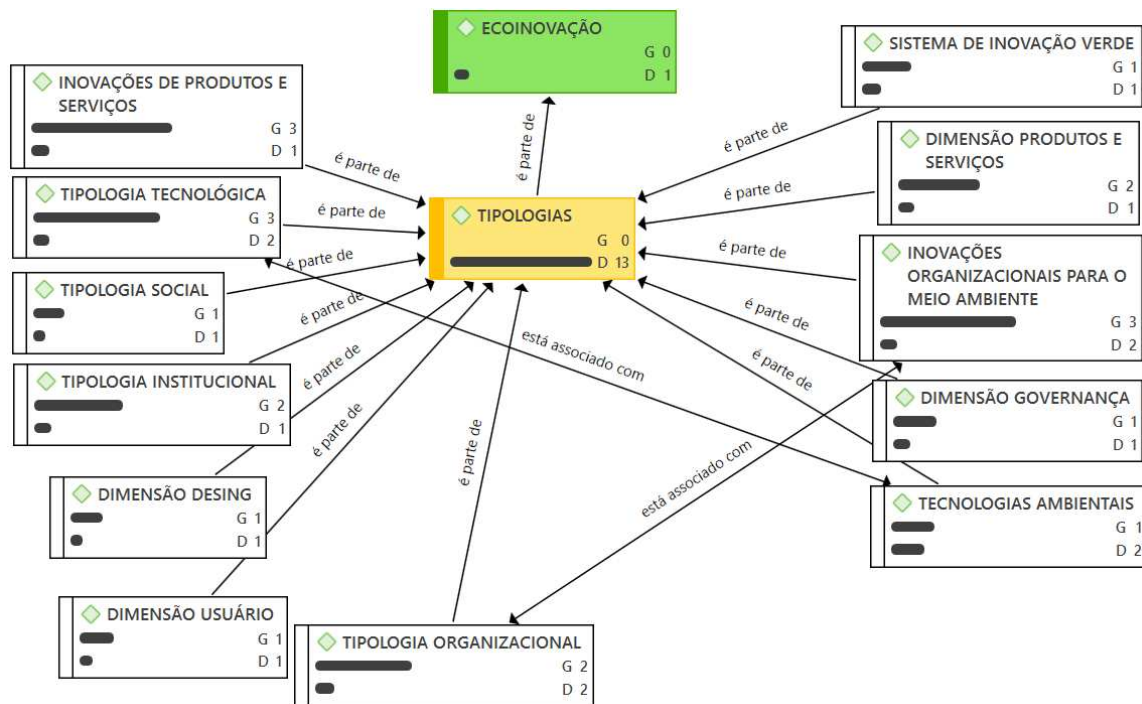 ECOINOVAÇÃO
G 0
D 1
SISTEMA DE INOVAÇÃO VERDE
G 1
D 1
INOVAÇÕES DE PRODUTOS E
SERVIÇOS
G 3
D 1
DIMENSÃO PRODUTOS E
SERVIÇOS
G 2
D 1
TIPOLOGIA TECNOLÓGICA
G 3
D 2
TIPOLOGIAS
G 0
D 13
INOVAÇÕES
ORGANIZACIONAIS PARA O
MEIO AMBIENTE
G 3
D 2
TIPOLOGIA SOCIAL
G 1
D 1
TIPOLOGIA INSTITUCIONAL
G 2
D 1
DIMENSÃO GOVERNANÇA
G 1
D 1
DIMENSÃO DESING
G 1
D 1
TECNOLOGIAS AMBIENTAIS
G 1
D 2
DIMENSÃO USUÁRIO
G 1
D 1
TIPOLOGIA ORGANIZACIONAL
G 2
D 2
é parte de
é parte de
é parte de
é parte de
é parte de
é parte de
é parte de
é parte de
é parte de
é parte de
é parte de
é parte de
é parte de
está associado com
está associado com